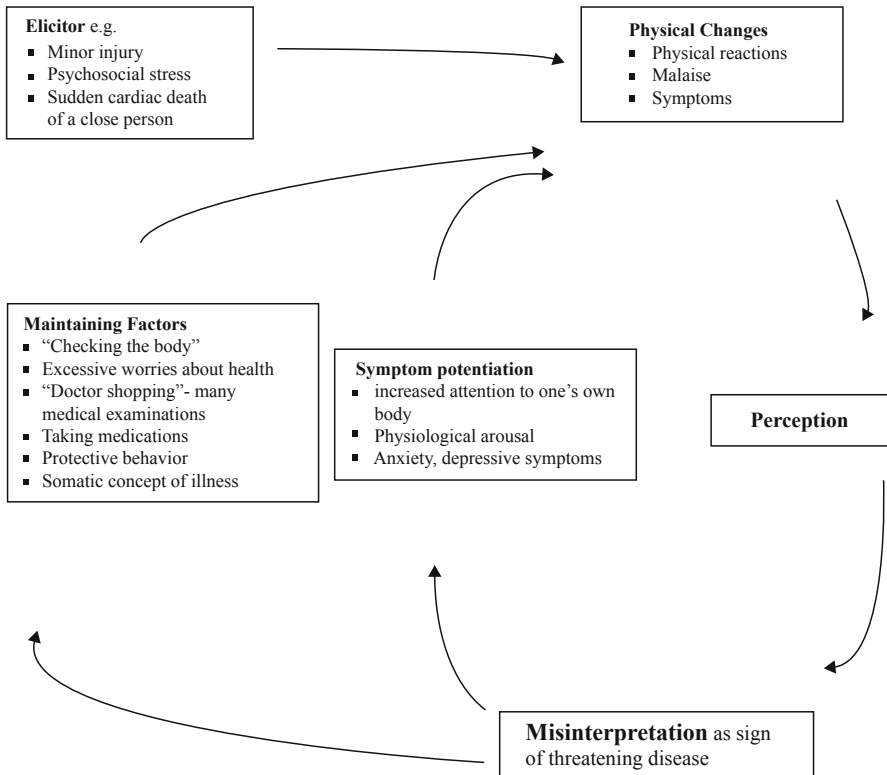 Elicitor e.g.
▪ Minor injury
▪ Psychosocial stress
▪ Sudden cardiac death
of a close person
Physical Changes
▪ Physical reactions
▪ Malaise
▪ Symptoms
Maintaining Factors
▪ “Checking the body”
▪ Excessive worries about health
▪ “Doctor shopping”- many
medical examinations
▪ Taking medications
▪ Protective behavior
▪ Somatic concept of illness
Symptom potentiation
▪ increased attention to one’s own
body
▪ Physiological arousal
▪ Anxiety, depressive symptoms
Perception
Misinterpretation as sign
of threatening disease